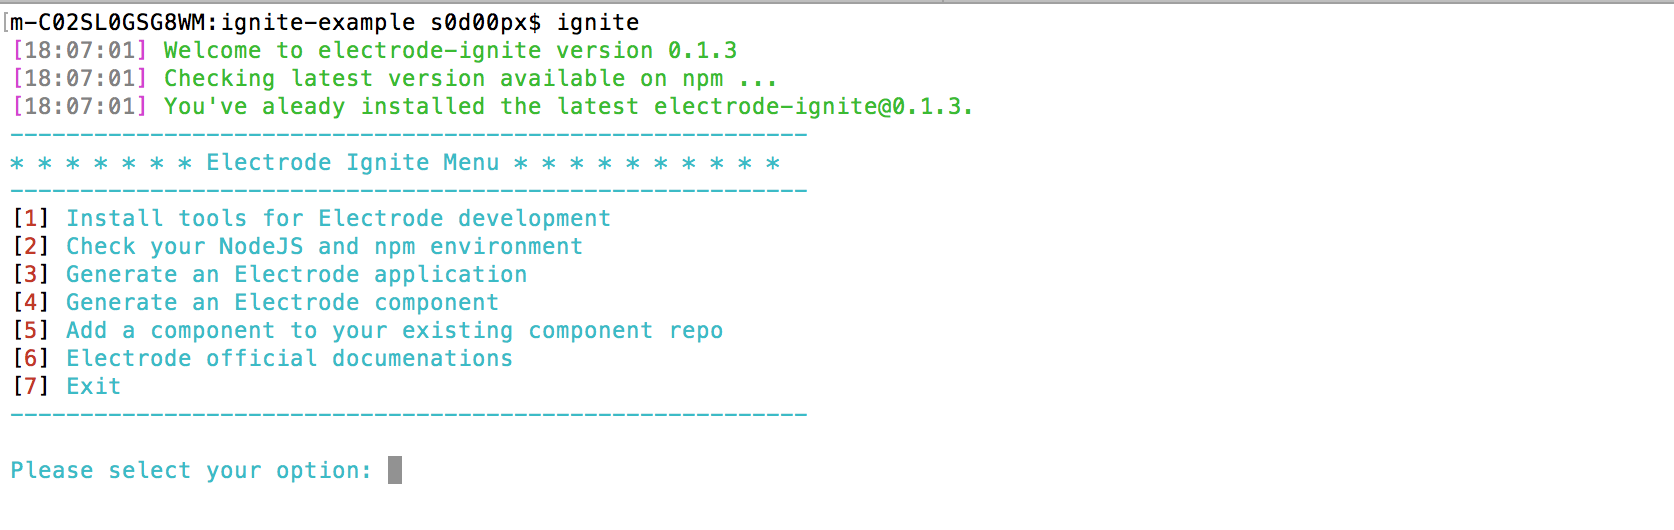 [m-C02SL0GSG8WM:ignite-example s0d00px$ ignite
[18:07:01] Welcome to electrode-ignite version 0.1.3
[18:07:01] Checking latest version available on npm ...
[18:07:01] You've aleady installed the latest electrode-ignite@0.1.3.
---------------------------------------------------------
* * * * * * * Electrode Ignite Menu * * * * * * * * * *
---------------------------------------------------------
[1] Install tools for Electrode development
[2] Check your NodeJS and npm environment
[3] Generate an Electrode application
[4] Generate an Electrode component
[5] Add a component to your existing component repo
[6] Electrode official documenations
[7] Exit
---------------------------------------------------------
Please select your option: